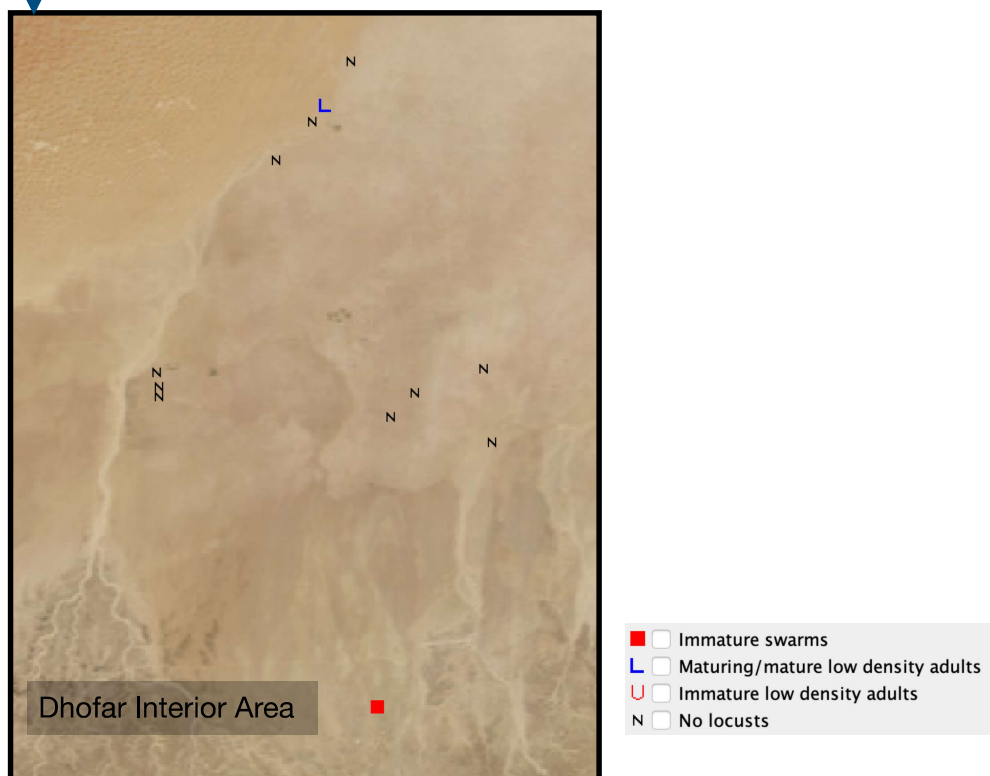 Dhofar Interior Area
Immature swarms
Maturing/mature low density adults
Immature low density adults
No locusts